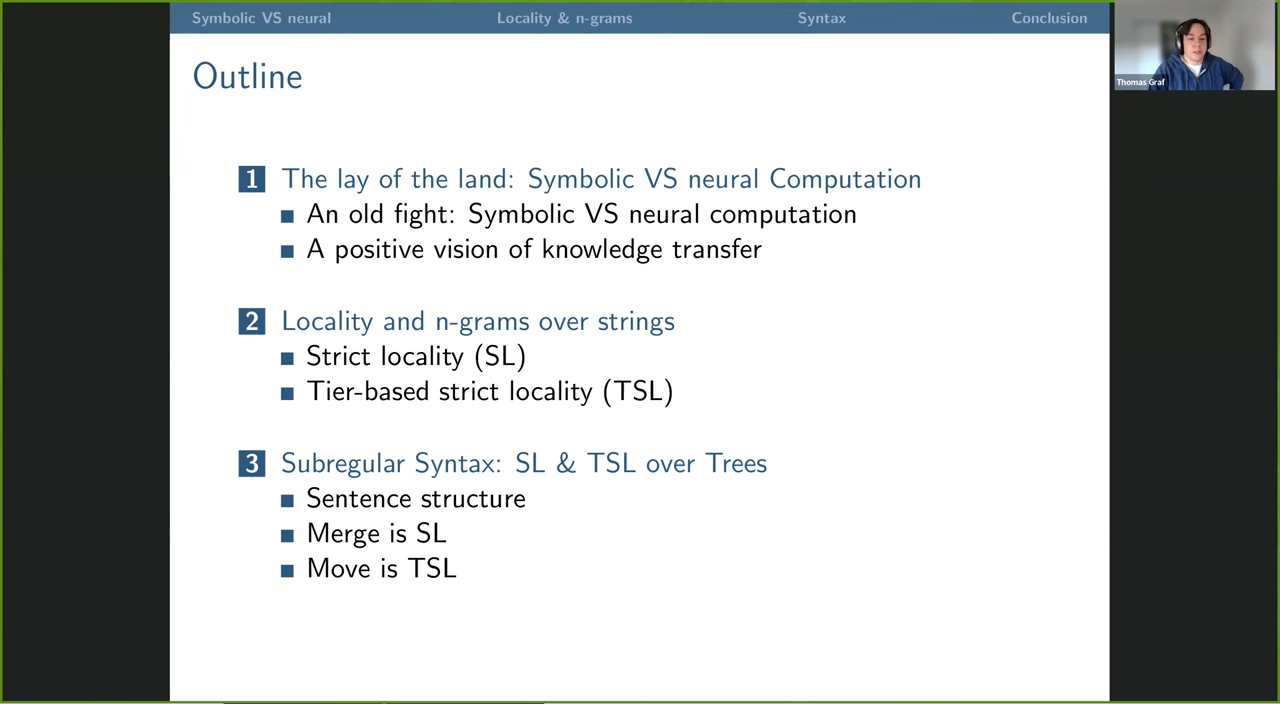 Symbolic VS neural Locality & n-grams Syntax Conclusion
Thomas Graf
Outline
1 The lay of the land: Symbolic VS neural Computation
An old fight: Symbolic VS neural computation
A positive vision of knowledge transfer
2 Locality and n-grams over strings
Strict locality (SL)
Tier-based strict locality (TSL)
3 Subregular Syntax: SL & TSL over Trees
Sentence structure
Merge is SL
Move is TSL